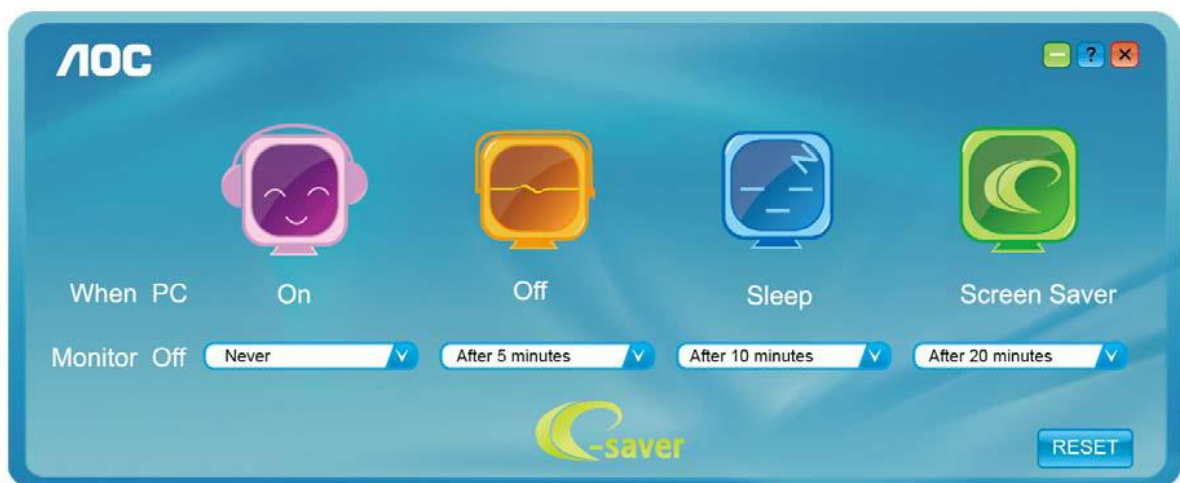 AOC
?
When PC On Off Sleep Screen Saver
Monitor Off Never After 5 minutes After 10 minutes After 20 minutes
e-saver
RESET